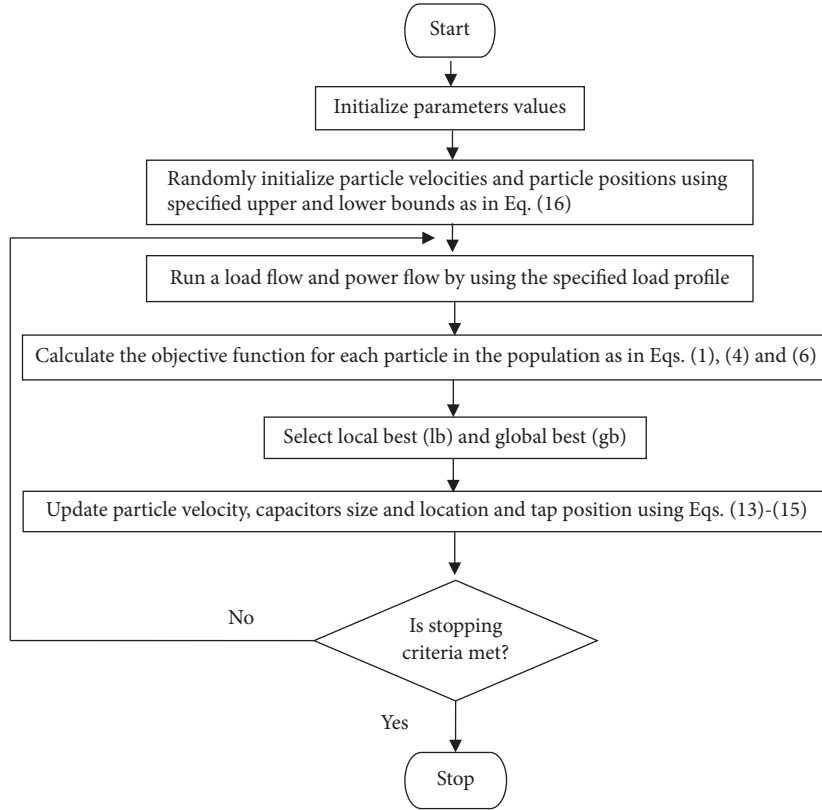 Start
Initialize parameters values
Randomly initialize particle velocities and particle positions using
specified upper and lower bounds as in Eq. (16)
Run a load flow and power flow by using the specified load profile
Calculate the objective function for each particle in the population as in Eqs. (1), (4) and (6)
Select local best (lb) and global best (gb)
Update particle velocity, capacitors size and location and tap position using Eqs. (13)-(15)
No
Is stopping
criteria met?
Yes
Stop